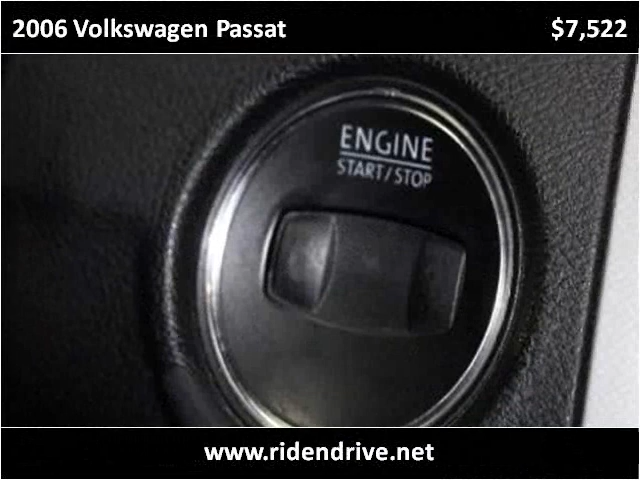 2006 Volkswagen Passat $7,522
ENGINE
START/STOP
www.ridendrive.net